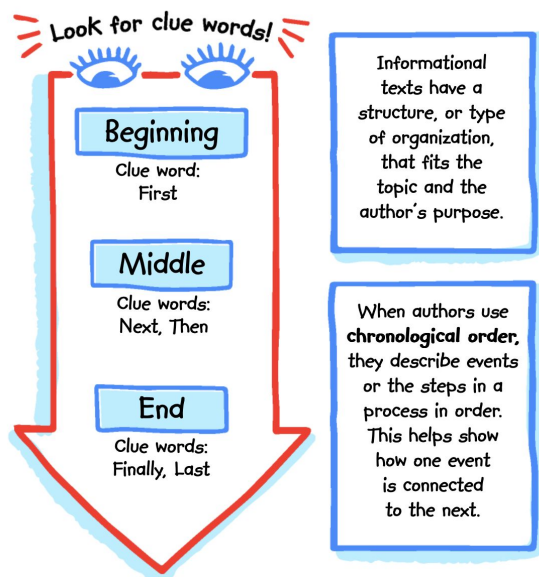 Look for clue words!
Beginning
Clue word:
First
Middle
Clue words:
Next, Then
End
Clue words:
Finally, Last
Informational
texts have a
structure, or type
of organization,
that fits the
topic and the
author's purpose.
When authors use
chronological order,
they describe events
or the steps in a
process in order.
This helps show
how one event
is connected
to the next.